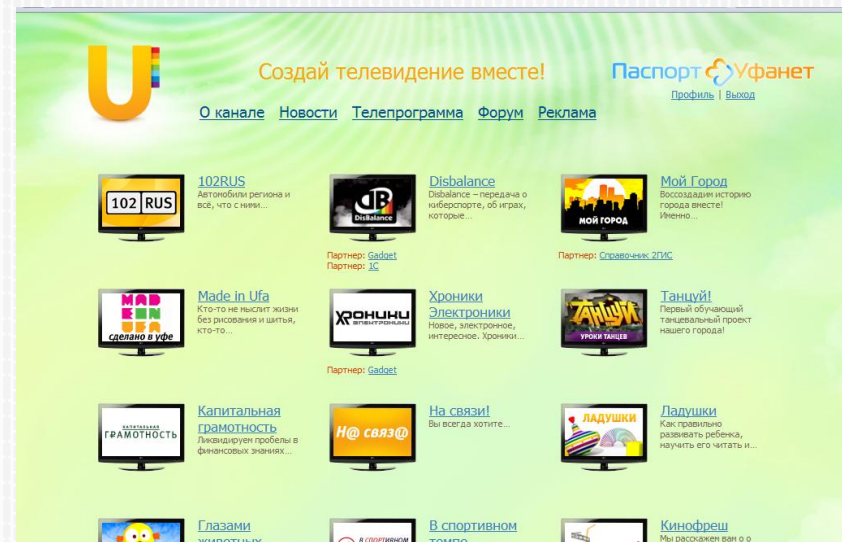 Создай телевидение вместе!
Паспорт Уфанет
Профиль | Выход
О канале Новости Телепрограмма Форум Реклама
102 RUS
102RUS
Автомобили региона и
всё, что с ними...
DB
DisBalance
Disbalance
Disbalance – передача о
киберспорте, об играх,
которые...
Партнер: Gadget
Партнер: 1С
МОЙ ГОРОД
Мой Город
Воссоздадим историю
города вместе!
Именно...
Партнер: Справочник 2ГИС
MAD
E IN
UFA
сделано в уфе
Made in Ufa
Кто-то не мыслит жизни
без рисования и шитья,
кто-то...
ХРОНИКИ
ЭЛЕКТРОНИКИ
Хроники
Электроники
Новое, электронное,
интересное. Хроники...
Партнер: Gadget
ТАНЦУЙ
УРОКИ ТАНЦЕВ
Танцуй!
Первый обучающий
танцевальный проект
нашего города!
КАПИТАЛЬНАЯ
ГРАМОТНОСТЬ
Капитальная
грамотность
Ликвидируем пробелы в
финансовых знаниях...
Н@ связ@
На связи!
Вы всегда хотите...
ЛАДУШКИ
Ладушки
Как правильно
развивать ребенка,
научить его читать и...
Глазами
животных
В СПОРТИВНОМ
В спортивном
темпе
Кинофреш
Мы расскажем вам о о